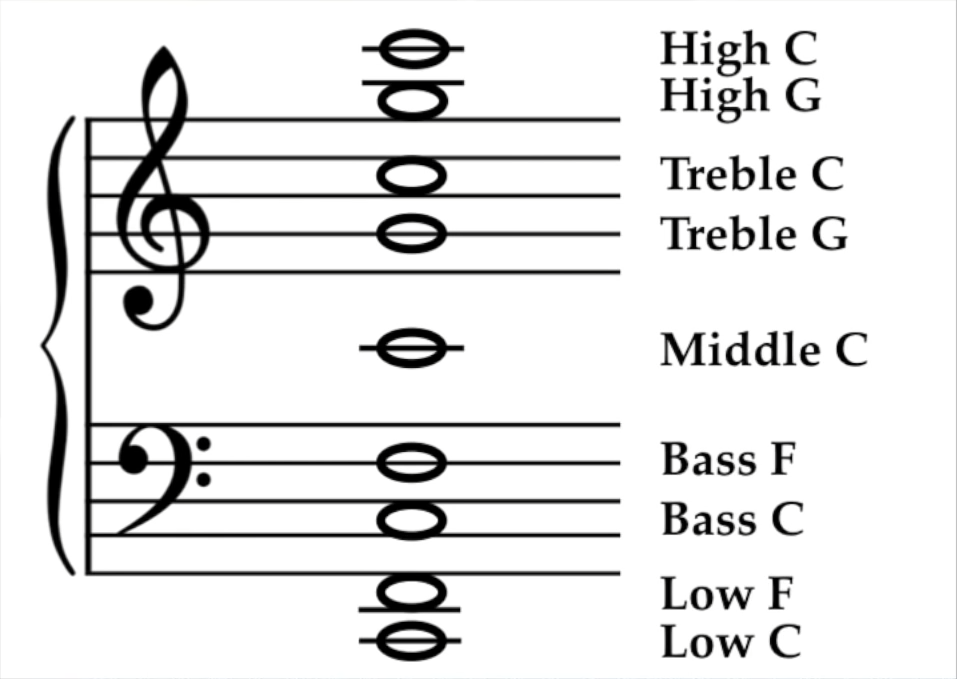 High C
High G
Treble C
Treble G
Middle C
Bass F
Bass C
Low F
Low C